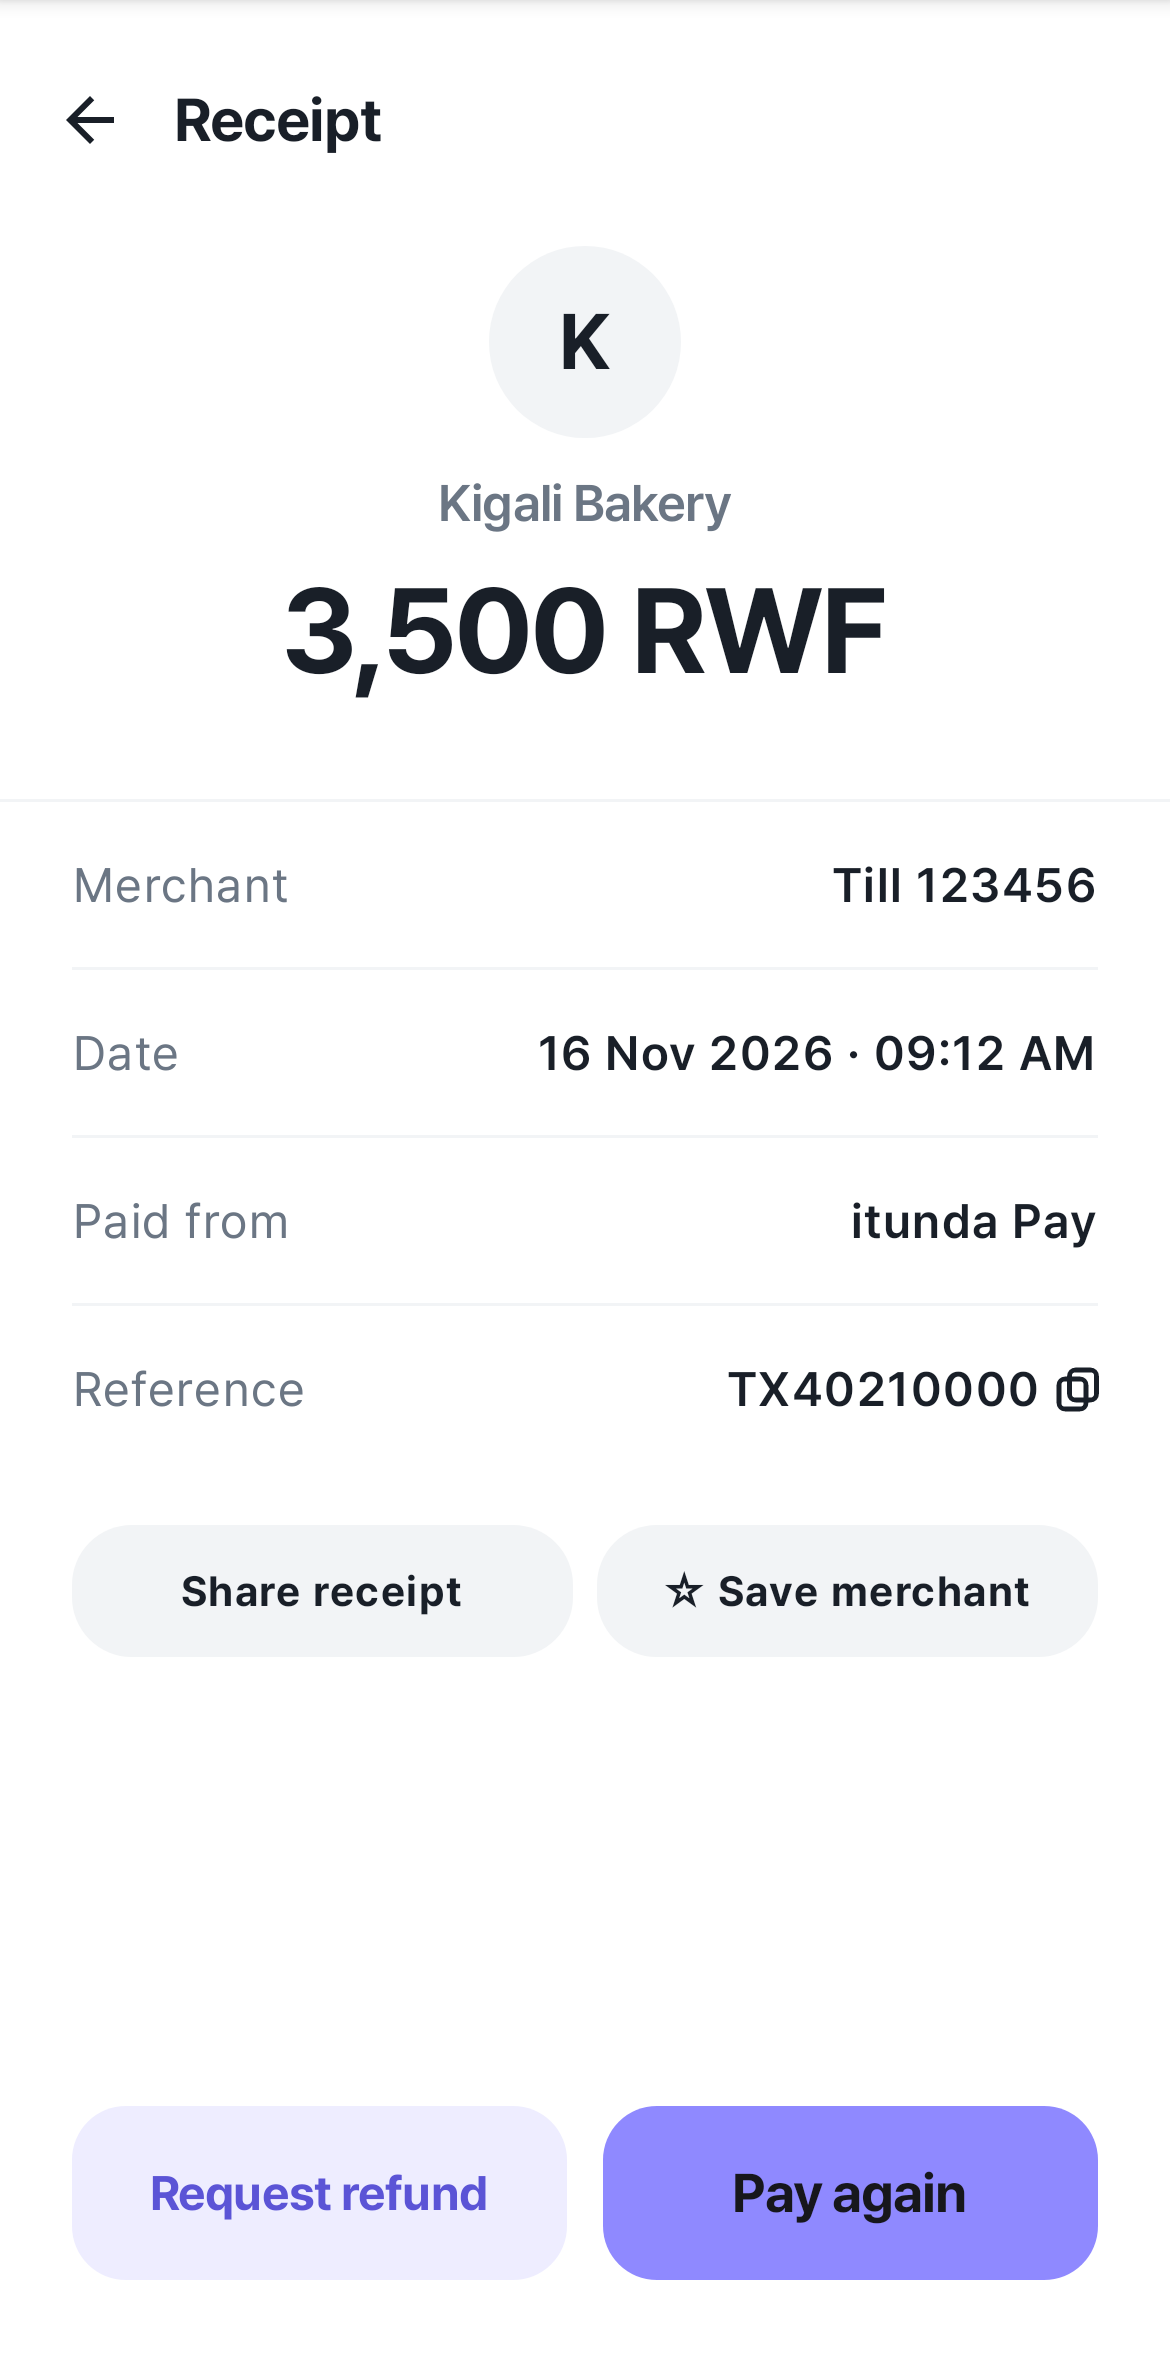 Receipt
K
Kigali Bakery
3,500 RWF
Merchant Till 123456
Date 16 Nov 2026 · 09:12 AM
Paid from itunda Pay
Reference TX40210000
Share receipt
☆ Save merchant
Request refund
Pay again